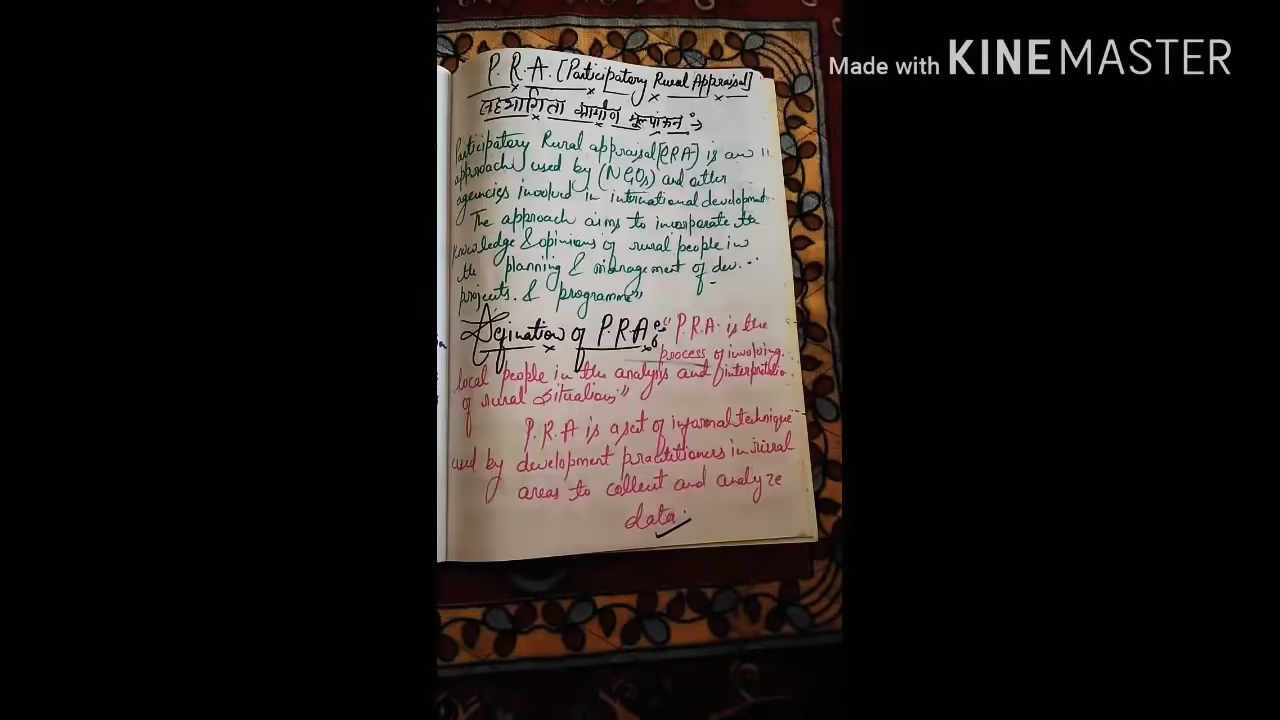 Made with KINEMASTER
P.R.A. [Participatory Rural Appraisal]
सहभागिता ग्रामीण मूल्यांकन :→
Participatory Rural appraisal [PRA] is an
approach used by (NGOs) and other
agencies involved in international development.
The approach aims to incorporate the
knowledge & opinions of rural people in
the planning & management of dev...
projects. & programme"
Defination of P.R.A : "P.R.A. is the
process of involving
local people in the analysis and interpretation
of rural situations"
P.R.A is a set of informal technique
used by development practitioners in rural
areas to collect and analyze
data.